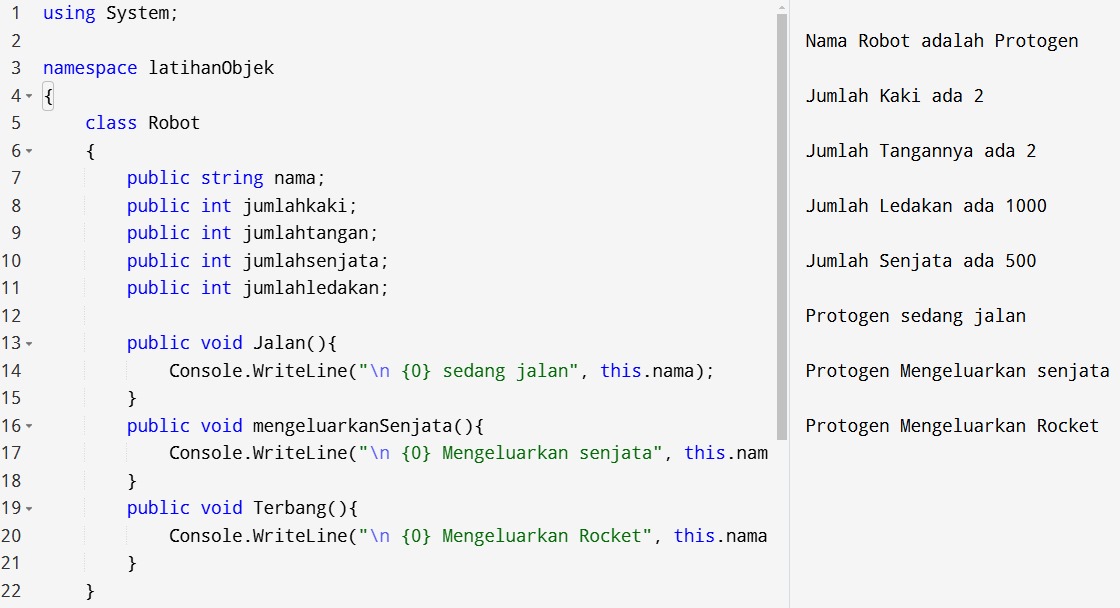 1 using System;
2
3 namespace latihanObjek
4 {
5 class Robot
6 {
7 public string nama;
8 public int jumlahkaki;
9 public int jumlahtangan;
10 public int jumlahsenjata;
11 public int jumlahledakan;
12
13 public void Jalan(){
14 Console.WriteLine("\n {0} sedang jalan", this.nama);
15 }
16 public void mengeluarkanSenjata(){
17 Console.WriteLine("\n {0} Mengeluarkan senjata", this.nam
18 }
19 public void Terbang(){
20 Console.WriteLine("\n {0} Mengeluarkan Rocket", this.nama
21 }
22 }
Nama Robot adalah Protogen
Jumlah Kaki ada 2
Jumlah Tangannya ada 2
Jumlah Ledakan ada 1000
Jumlah Senjata ada 500
Protogen sedang jalan
Protogen Mengeluarkan senjata
Protogen Mengeluarkan Rocket